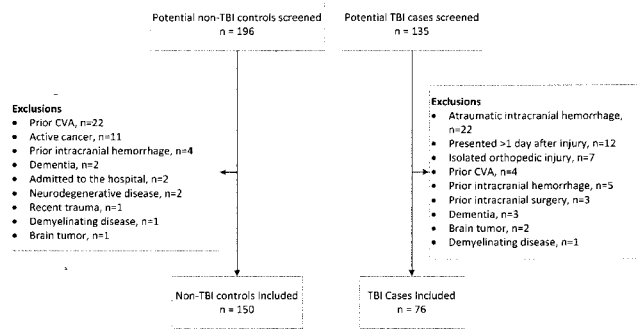 Potential non-TBI controls screened
n = 196
Potential TBI cases screened
n = 135
Exclusions
• Prior CVA, n=22
• Active cancer, n=11
• Prior intracranial hemorrhage, n=4
• Dementia, n=2
• Admitted to the hospital, n=2
• Neurodegenerative disease, n=2
• Recent trauma, n=1
• Demyelinating disease, n=1
• Brain tumor, n=1
Exclusions
• Atraumatic intracranial hemorrhage,
n=22
• Presented >1 day after injury, n=12
• Isolated orthopedic injury, n=7
• Prior CVA, n=4
• Prior intracranial hemorrhage, n=5
• Prior intracranial surgery, n=3
• Dementia, n=3
• Brain tumor, n=2
• Demyelinating disease, n=1
Non-TBI controls Included
n = 150
TBI Cases Included
n = 76